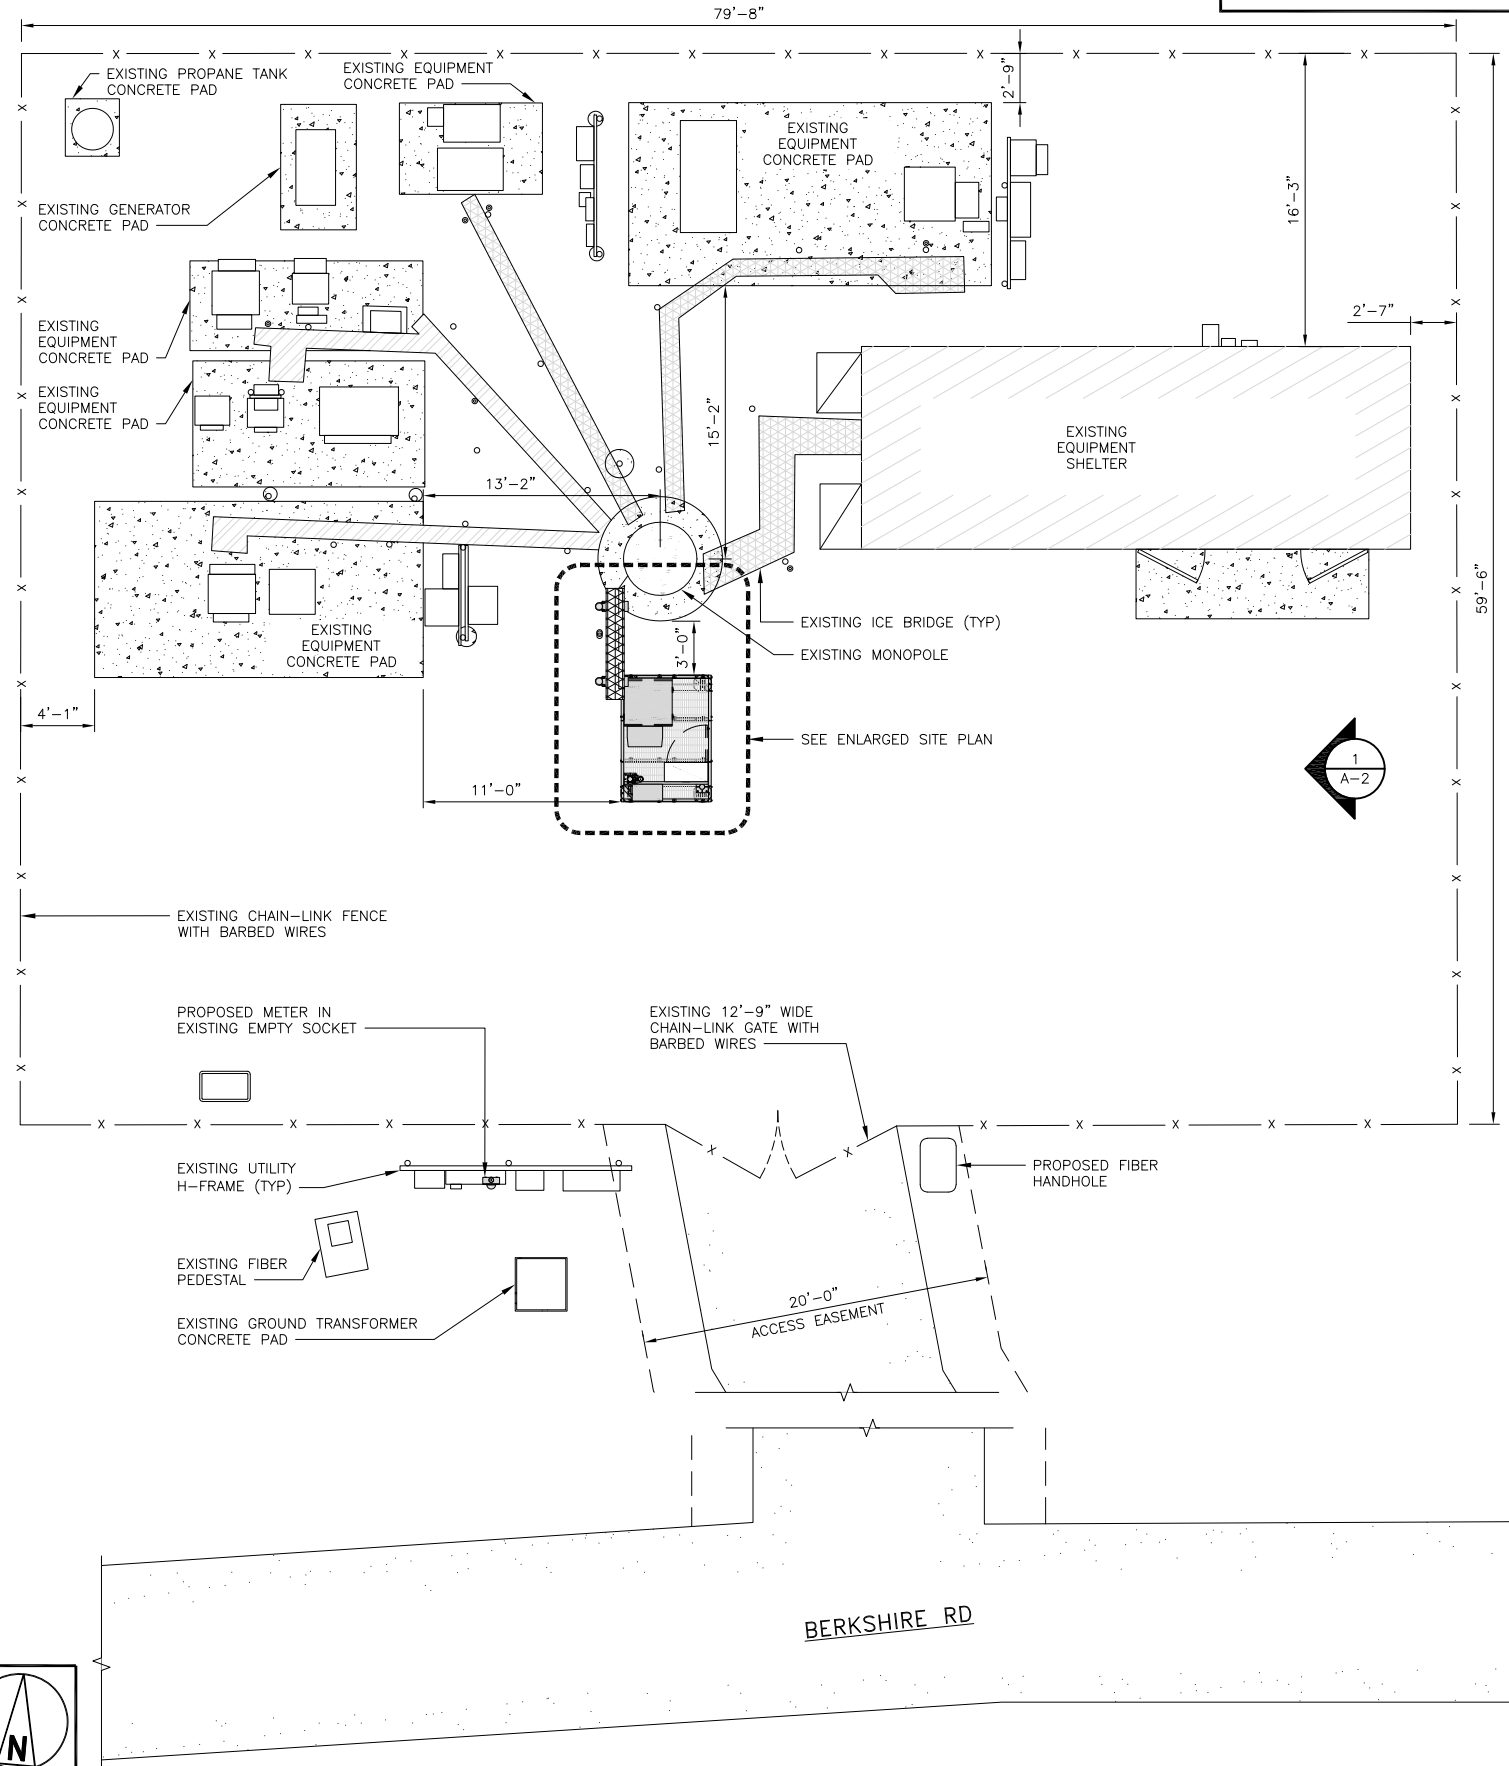 79'-8"
EXISTING PROPANE TANK
CONCRETE PAD
EXISTING EQUIPMENT
CONCRETE PAD
2'-9"
EXISTING
EQUIPMENT
CONCRETE PAD
16'-3"
EXISTING GENERATOR
CONCRETE PAD
EXISTING
EQUIPMENT
CONCRETE PAD
2'-7"
EXISTING
EQUIPMENT
CONCRETE PAD
15'-2"
EXISTING
EQUIPMENT
SHELTER
13'-2"
59'-6"
EXISTING
EQUIPMENT
CONCRETE PAD
EXISTING ICE BRIDGE (TYP)
3'-0"
EXISTING MONOPOLE
4'-1"
SEE ENLARGED SITE PLAN
1
A-2
11'-0"
EXISTING CHAIN-LINK FENCE
WITH BARBED WIRES
PROPOSED METER IN
EXISTING EMPTY SOCKET
EXISTING 12'-9" WIDE
CHAIN-LINK GATE WITH
BARBED WIRES
EXISTING UTILITY
H-FRAME (TYP)
PROPOSED FIBER
HANDHOLE
EXISTING FIBER
PEDESTAL
20'-0"
ACCESS EASEMENT
EXISTING GROUND TRANSFORMER
CONCRETE PAD
BERKSHIRE RD
N